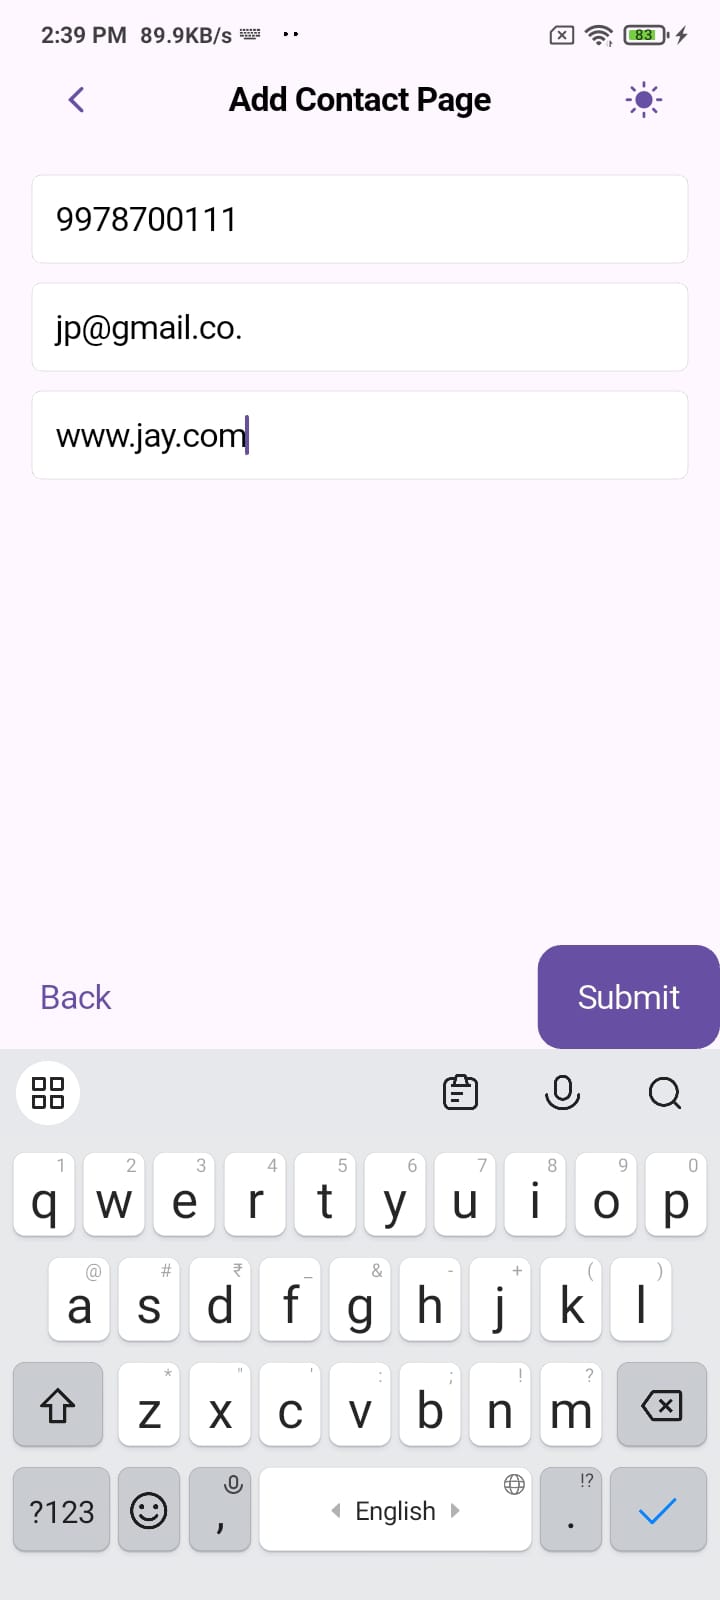 2:39 PM 89.9KB/s 83
Add Contact Page
9978700111
jp@gmail.co.
www.jay.com
Back Submit
1 2 3 4 5 6 7 8 9 0
q w e r t y u i o p
@ # ₹ _ & - + ( )
a s d f g h j k l
* " ' : ; ! ?
z x c v b n m
!?
?123 , English .